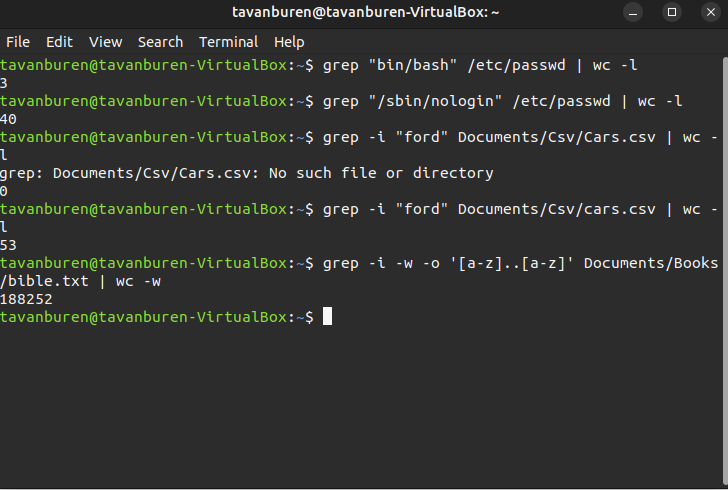 tavanburen@tavanburen-VirtualBox: ~
File Edit View Search Terminal Help
tavanburen@tavanburen-VirtualBox:~$ grep "bin/bash" /etc/passwd | wc -l
3
tavanburen@tavanburen-VirtualBox:~$ grep "/sbin/nologin" /etc/passwd | wc -l
40
tavanburen@tavanburen-VirtualBox:~$ grep -i "ford" Documents/Csv/Cars.csv | wc -
l
grep: Documents/Csv/Cars.csv: No such file or directory
0
tavanburen@tavanburen-VirtualBox:~$ grep -i "ford" Documents/Csv/cars.csv | wc -
l
53
tavanburen@tavanburen-VirtualBox:~$ grep -i -w -o '[a-z]..[a-z]' Documents/Books
/bible.txt | wc -w
188252
tavanburen@tavanburen-VirtualBox:~$